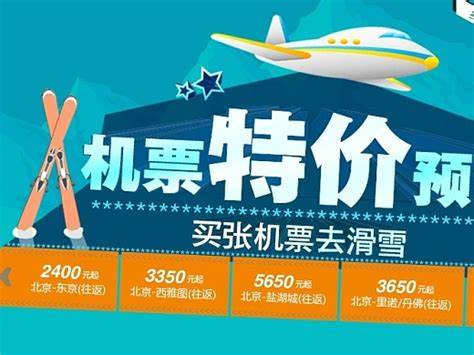 机票特价预
买张机票去滑雪
2400元起
北京-东京(往返)
3350元起
北京-西雅图(往返)
5650元起
北京-盐湖城(往返)
3650元起
北京-里诺/丹佛(往返)